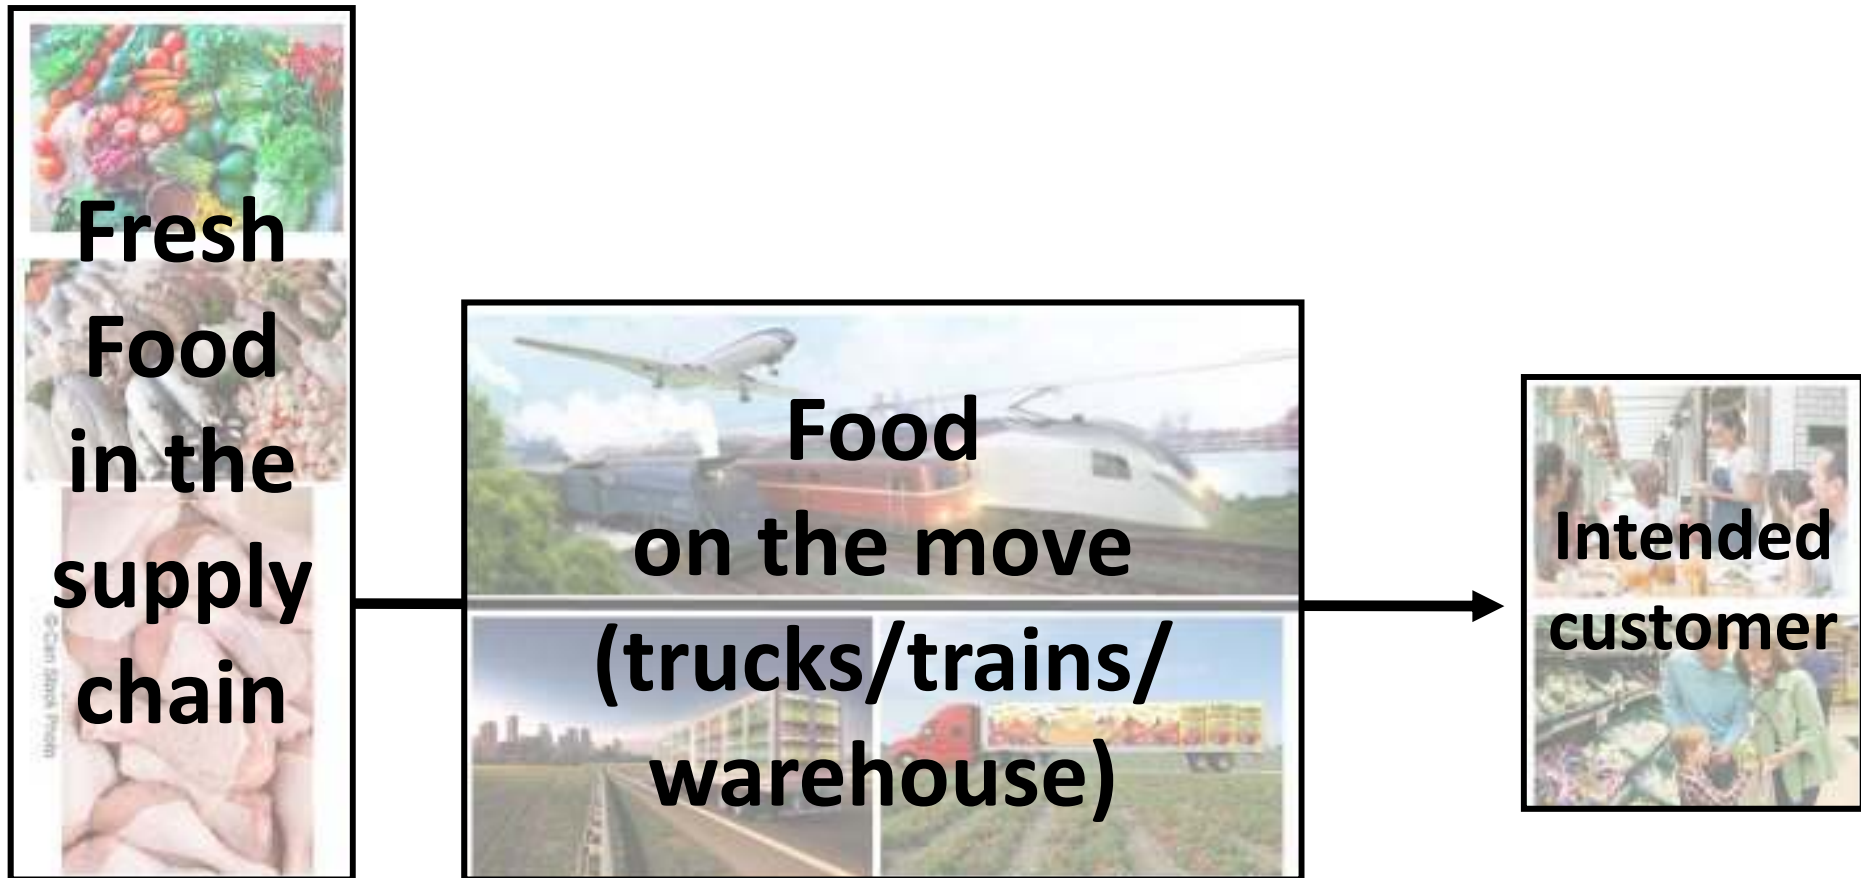 Fresh
Food
in the
supply
chain
Food
on the move
(trucks/trains/
warehouse)
Intended
customer